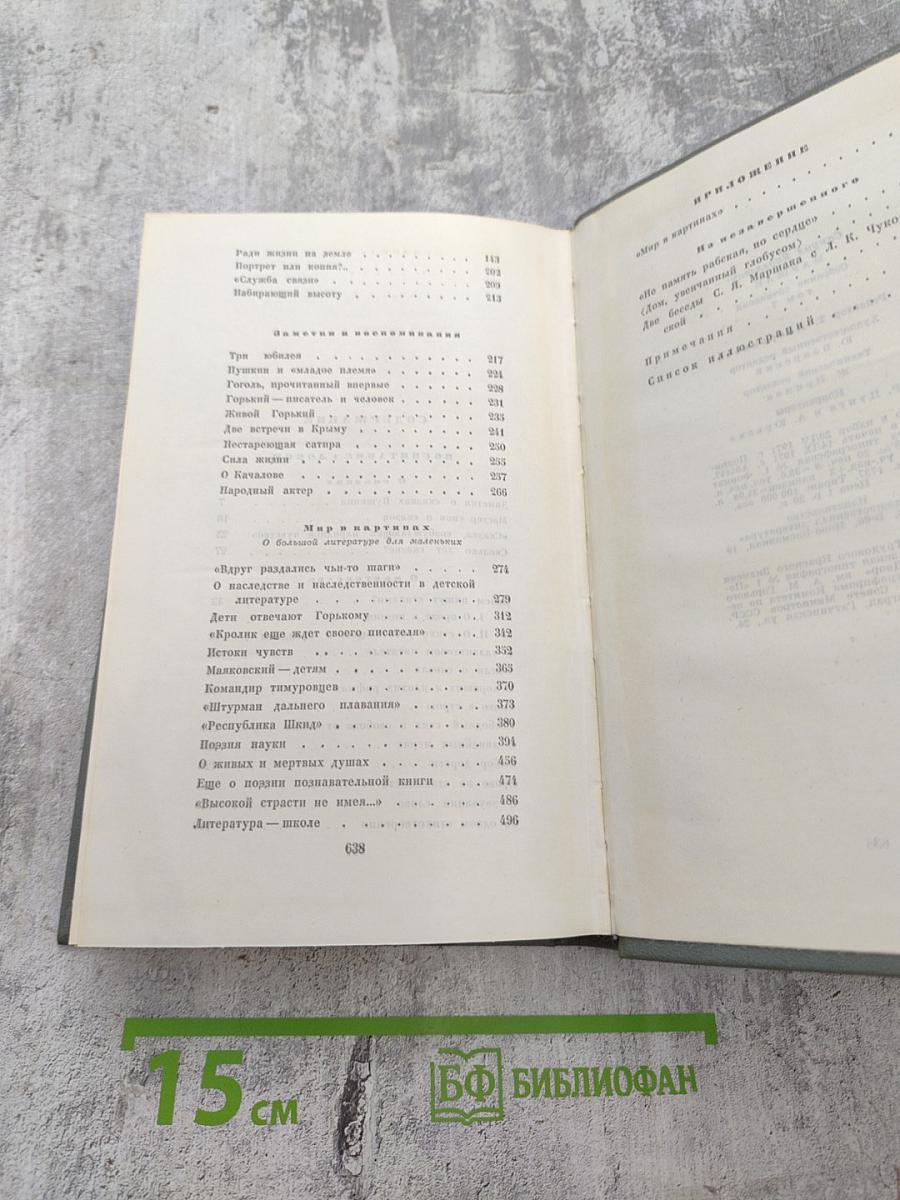 Ради жизни на земле . . . . . . . . . . 143
Портрет или копия?.. . . . . . . . . . 202
«Служба связи» . . . . . . . . . . 209
Набирающий высоту . . . . . . . . . . 213
Заметки и воспоминания
Три юбилея . . . . . . . . . . 217
Пушкин и «младое племя» . . . . . . . . 224
Гоголь, прочитанный впервые . . . . . . . 228
Горький — писатель и человек . . . . . . . 231
Живой Горький . . . . . . . . . . 235
Две встречи в Крыму . . . . . . . . . 241
Нестареющая сатира . . . . . . . . . 250
Сила жизни . . . . . . . . . . 255
О Качалове . . . . . . . . . . 257
Народный актер . . . . . . . . . . 266
Мир в картинах
О большой литературе для маленьких
«Вдруг раздались чьи-то шаги» . . . . . . . 274
О наследстве и наследственности в детской
литературе . . . . . . . . . . 279
Дети отвечают Горькому . . . . . . . . 312
«Кролик еще ждет своего писателя» . . . . . 342
Истоки чувств . . . . . . . . . . 352
Маяковский — детям . . . . . . . . . 365
Командир тимуровцев . . . . . . . . . 370
«Штурман дальнего плавания» . . . . . . . 373
«Республика Шкид» . . . . . . . . . . 380
Поэзия науки . . . . . . . . . . 394
О живых и мертвых душах . . . . . . . . 456
Еще о поэзии познавательной книги . . . . . 474
«Высокой страсти не имея...» . . . . . . . 486
Литература — школе . . . . . . . . . 496
638
ПРИЛОЖЕНИЕ
«Мир в картинах» . . . . . . . .
Из незавершенного
«Не память рабская, но сердце»
(Дом, увенчанный глобусом) . . . .
Две беседы С. Я. Маршака с Л. К. Чуков
ской . . . . . . . .
Примечания . . . . . . . .
Список иллюстраций . . . .
15 см
БФ БИБЛИОФАН